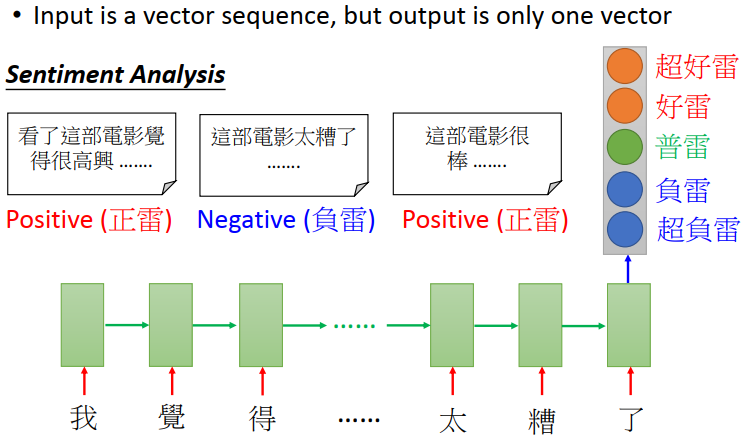 • Input is a vector sequence, but output is only one vector
Sentiment Analysis
看了這部電影覺
得很高興 …….
Positive (正雷)
這部電影太糟了
…….
Negative (負雷)
這部電影很
棒 …….
Positive (正雷)
超好雷
好雷
普雷
負雷
超負雷
……
我 覺 得 …… 太 糟 了